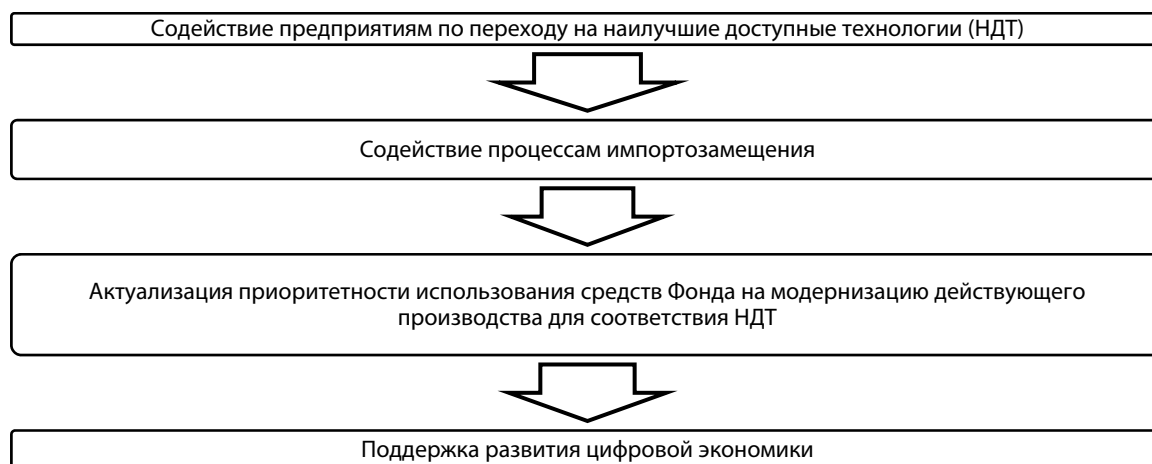 Содействие предприятиям по переходу на наилучшие доступные технологии (НДТ)
Содействие процессам импортозамещения
Актуализация приоритетности использования средств Фонда на модернизацию действующего
производства для соответствия НДТ
Поддержка развития цифровой экономики